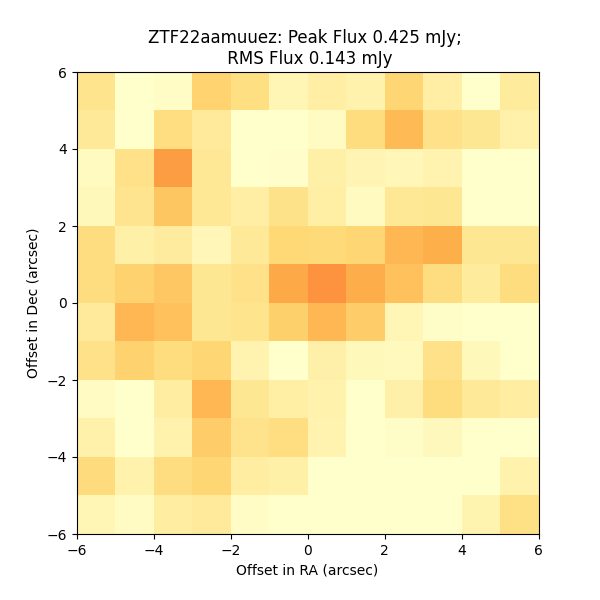 ZTF22aamuuez: Peak Flux 0.425 mJy;
RMS Flux 0.143 mJy
6
4
2
0
−2
−4
−6
Offset in Dec (arcsec)
−6 −4 −2 0 2 4 6
Offset in RA (arcsec)